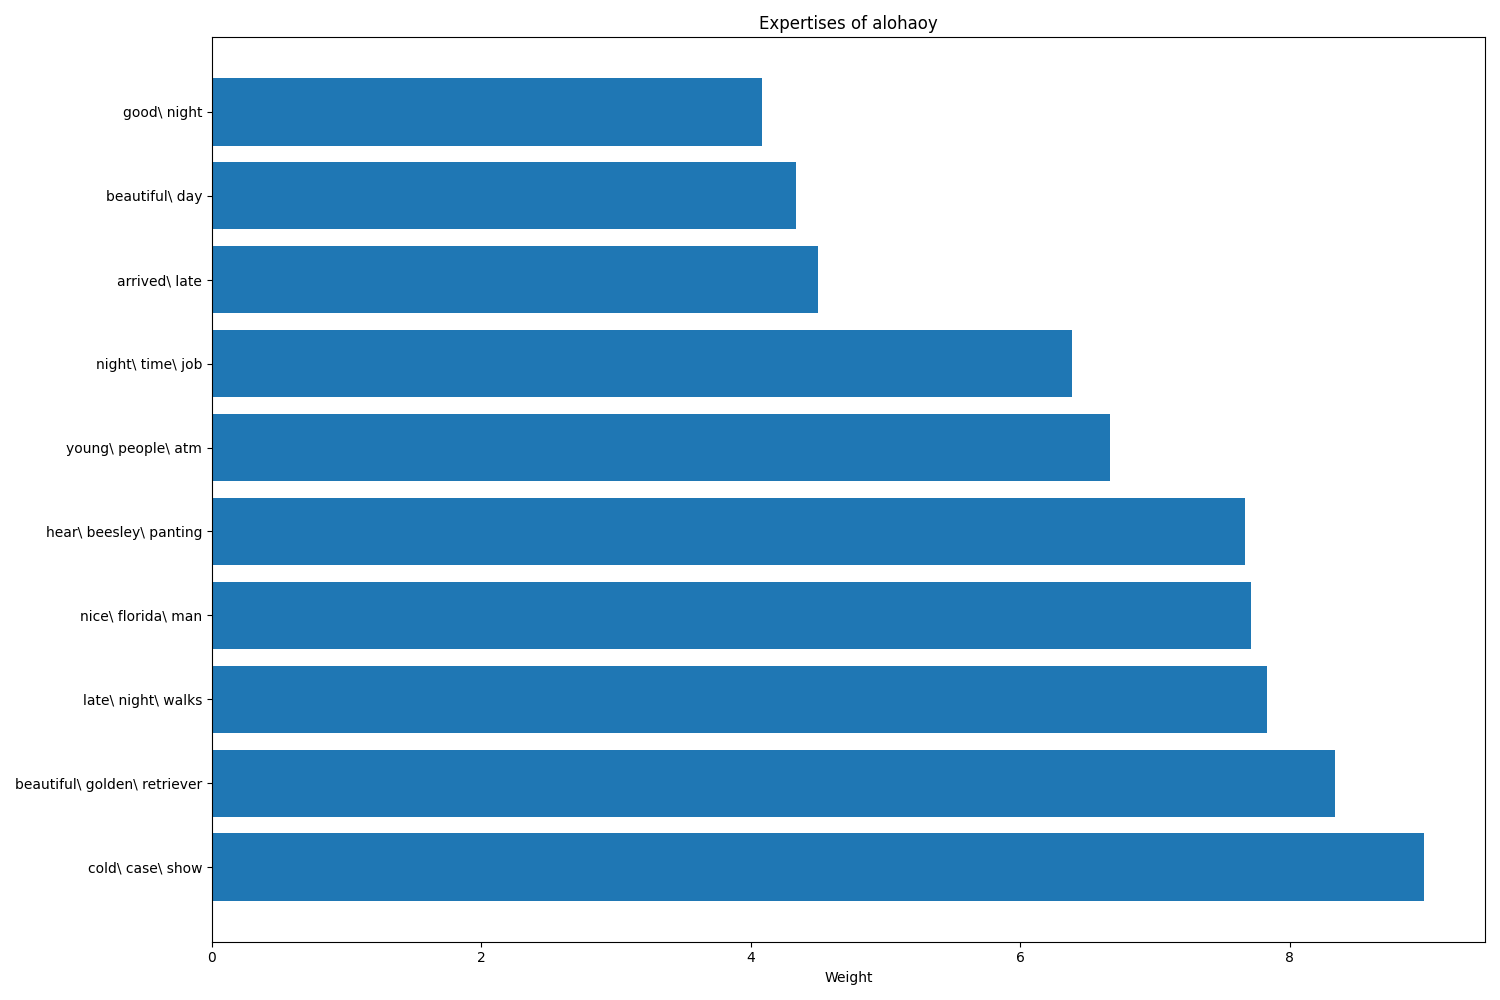 Expertises of alohaoy
good\ night
beautiful\ day
arrived\ late
night\ time\ job
young\ people\ atm
hear\ beesley\ panting
nice\ florida\ man
late\ night\ walks
beautiful\ golden\ retriever
cold\ case\ show
0 2 4 6 8
Weight